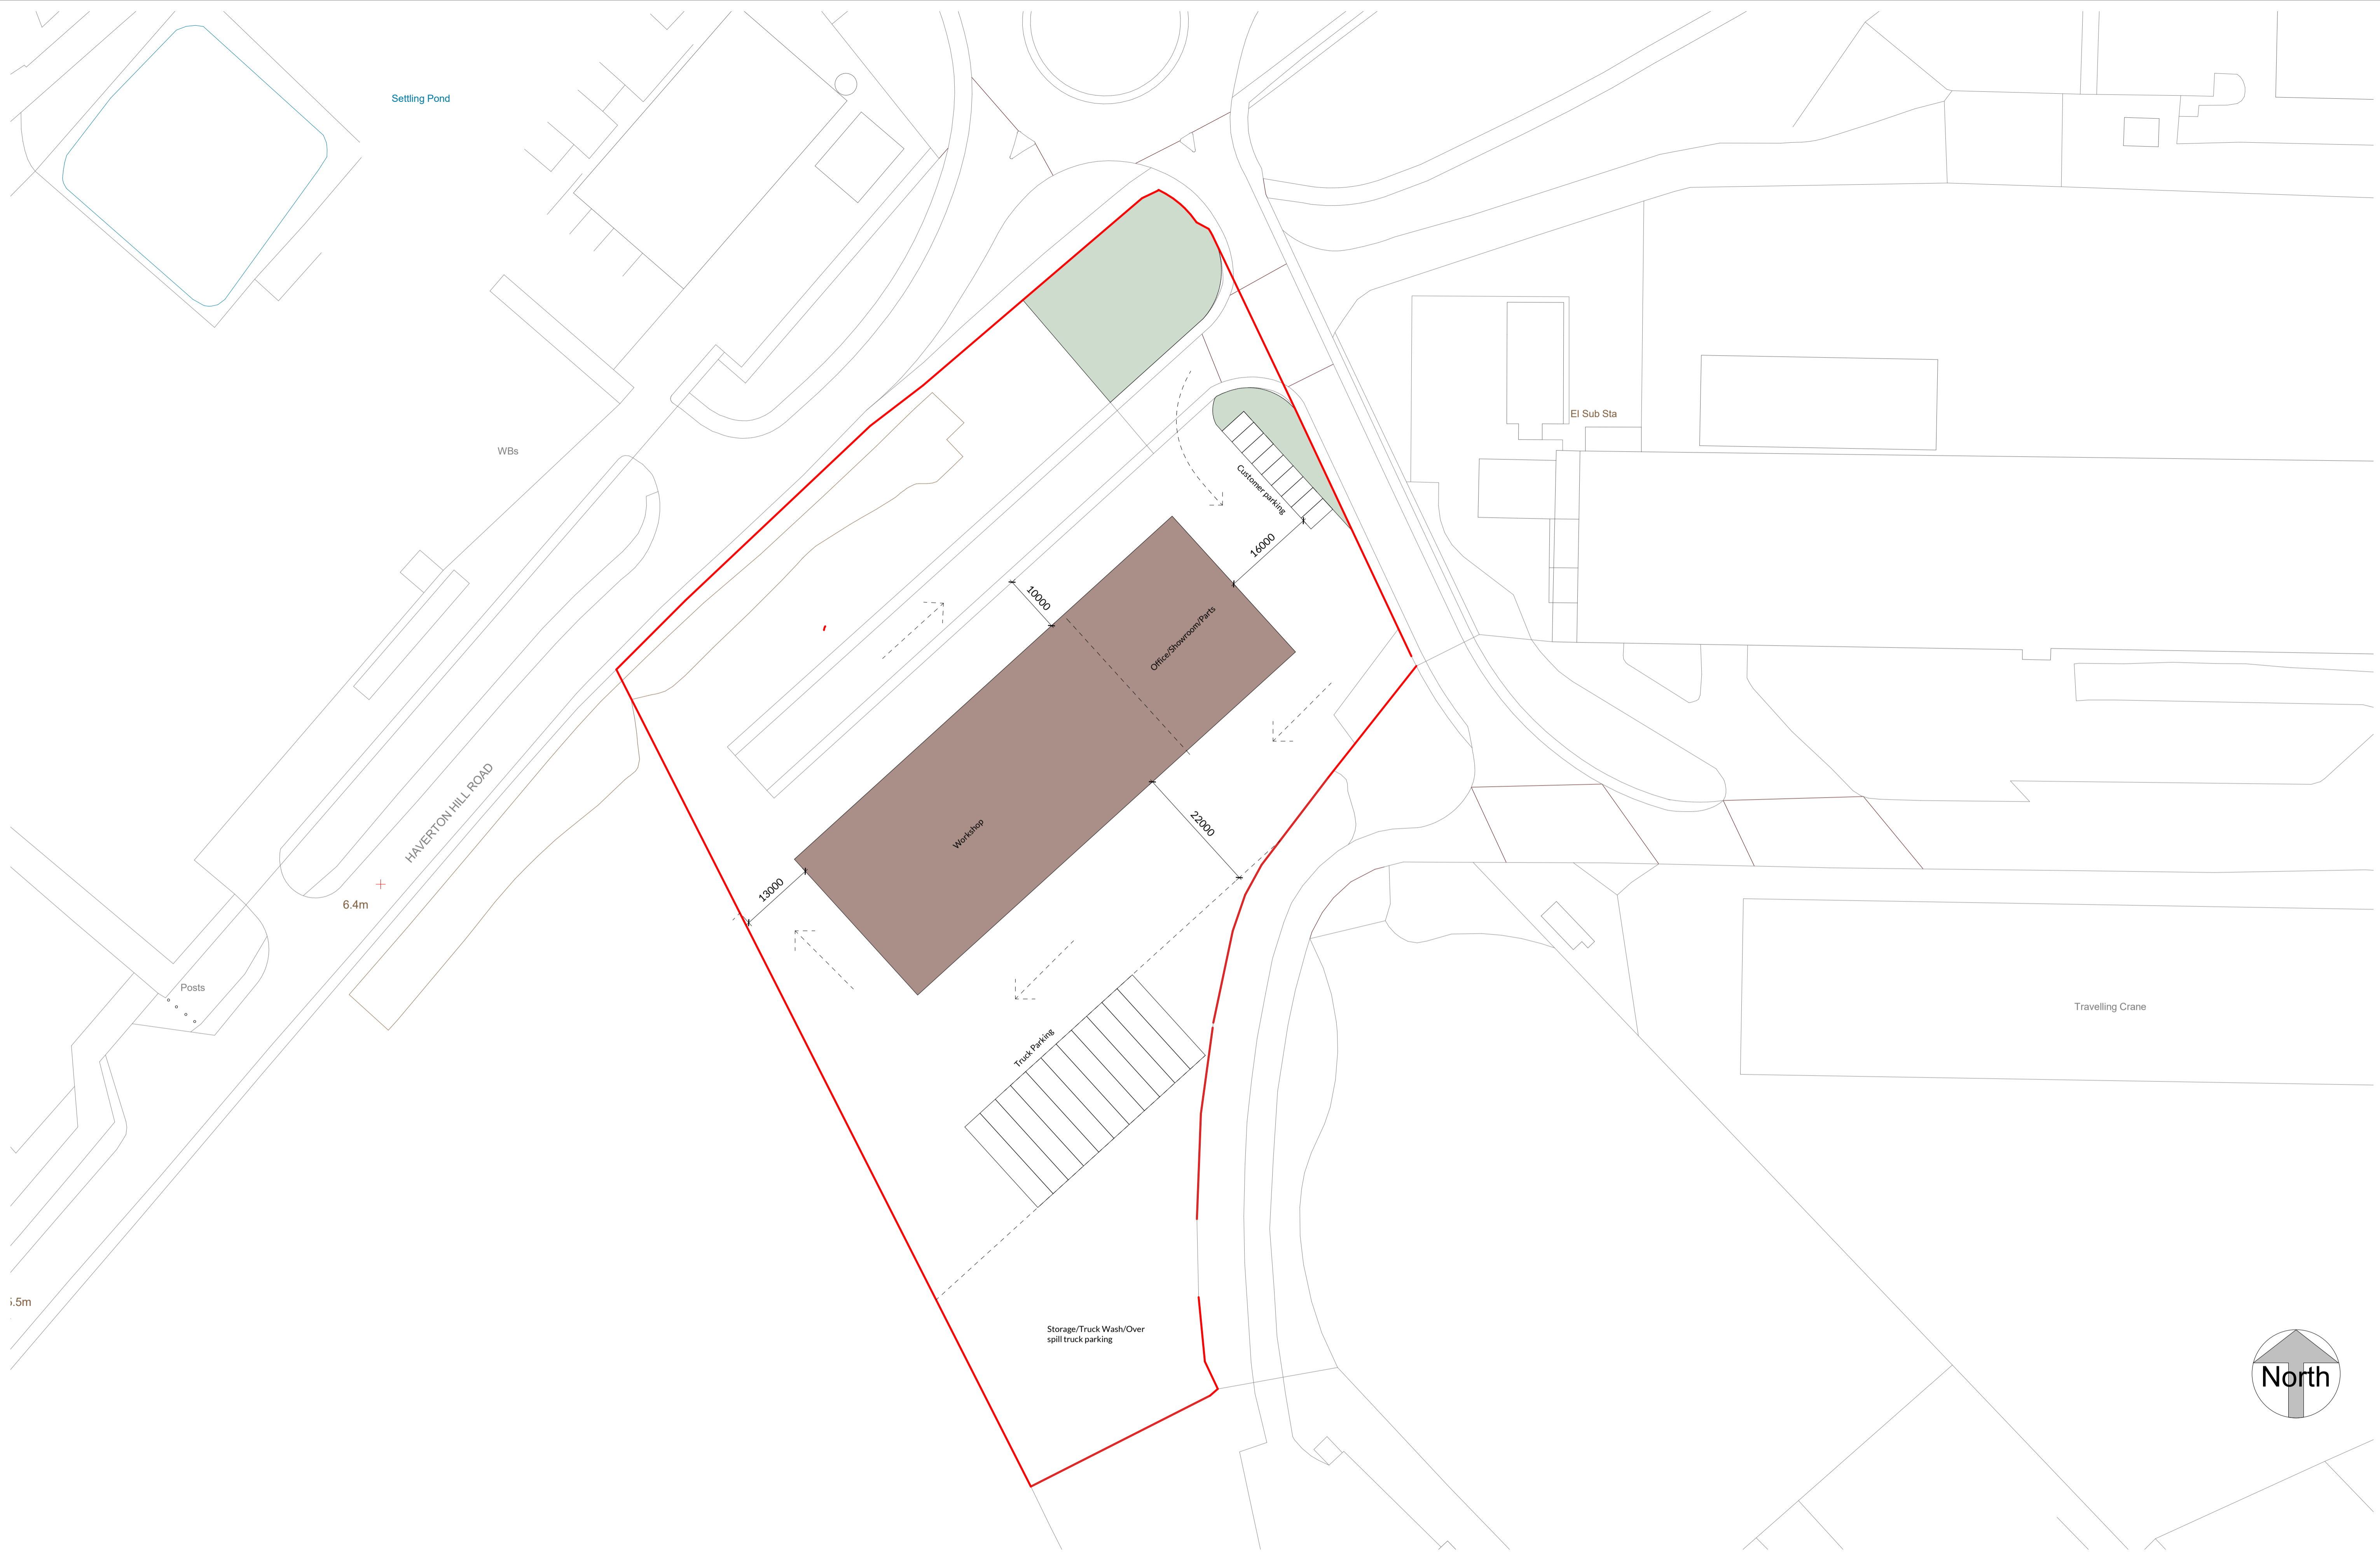 Settling Pond
WBs
El Sub Sta
Customer parking
16000
10000
Office/Showroom/Parts
HAVERTON HILL ROAD
22000
Workshop
13000
6.4m
Posts
Travelling Crane
Truck Parking
.5m
Storage/Truck Wash/Over
spill truck parking
North